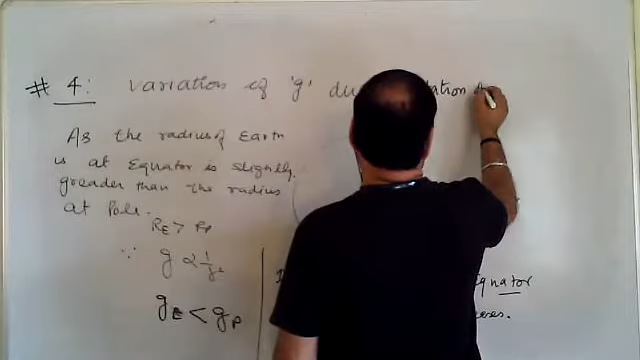 # 4: Variation of 'g' du tation
As the radius of Earth
is at Equator is slightly
greater than the radius
at Pole.
RE > Rp
∵ g ∝ 1/r²
gE < gp
quator